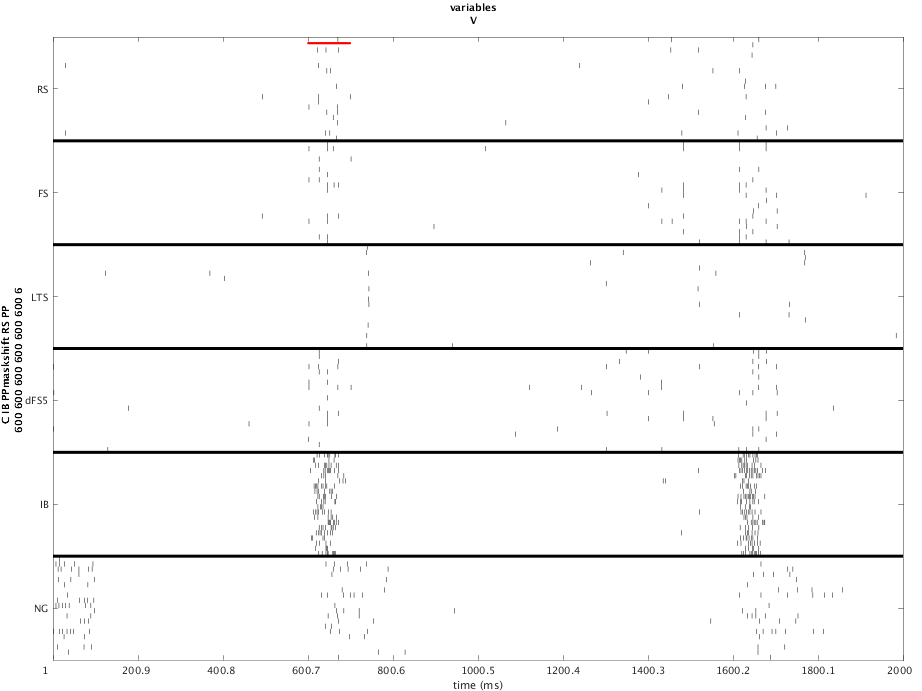 variables
V
RS
FS
LTS
dFS5
IB
NG
C IB PPmaskshift RS PP
600 600 600 600 600 600 6
1
200.9
400.8
600.7
800.6
1000.5
1200.4
1400.3
1600.2
1800.1
2000
time (ms)